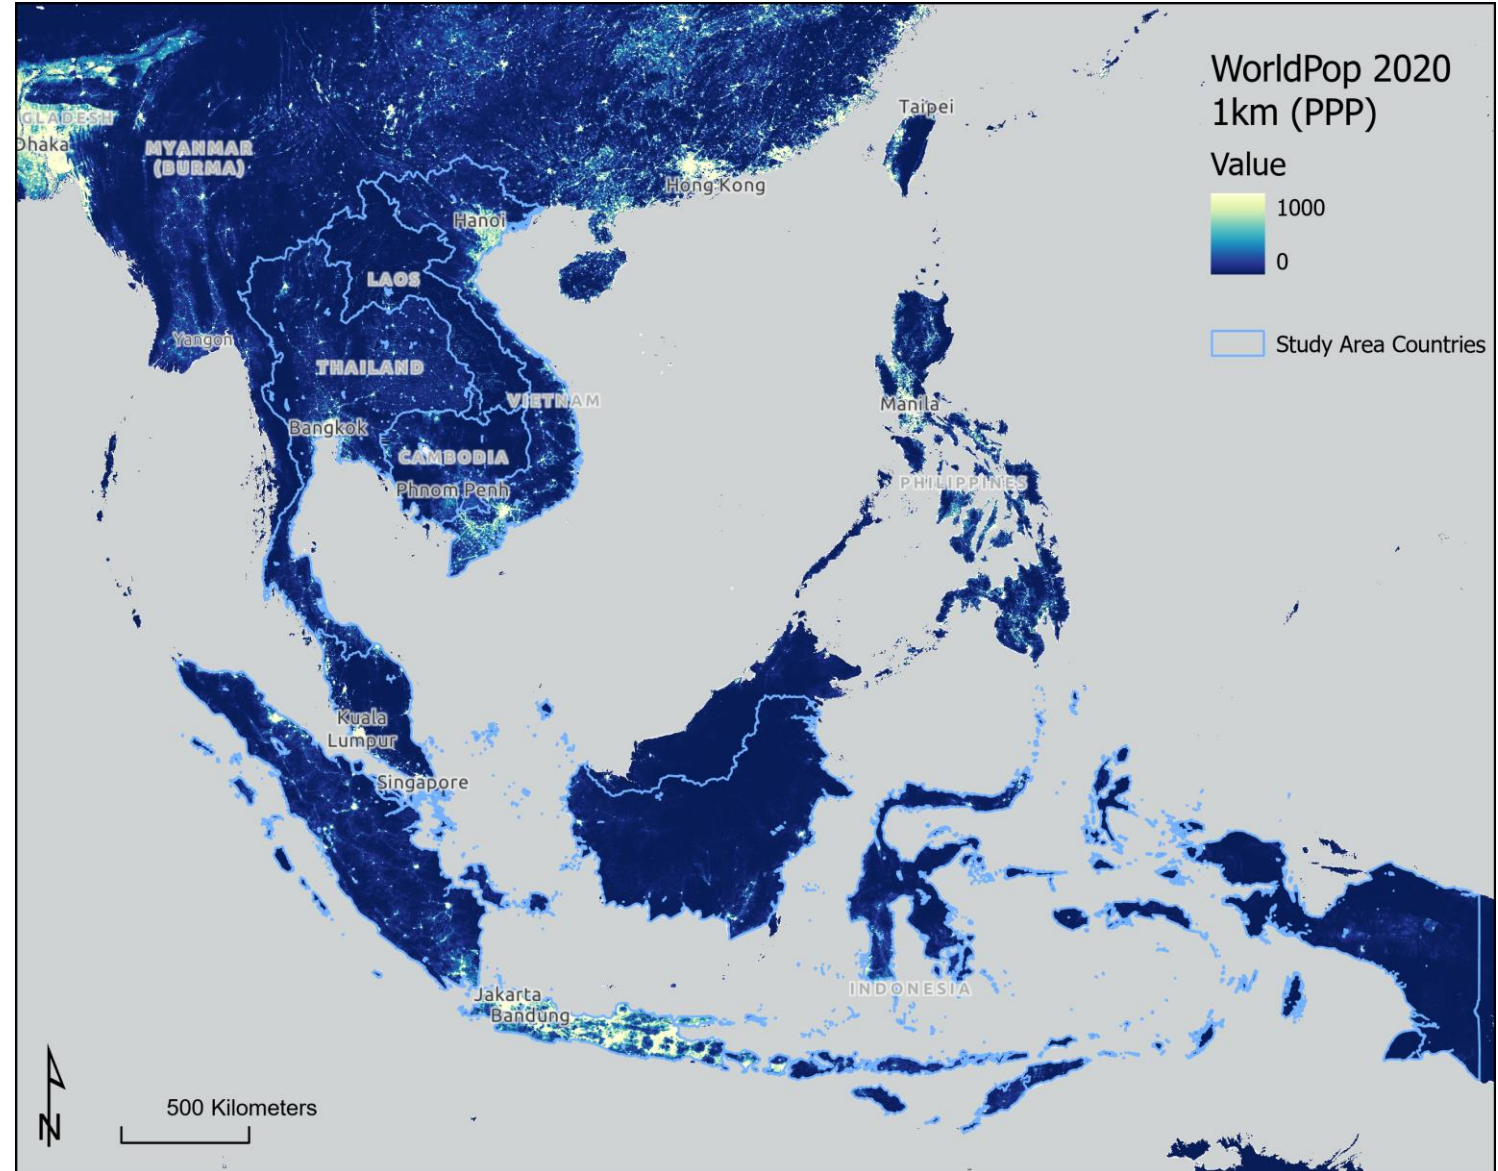 WorldPop 2020
1km (PPP)
Value
1000
0
Study Area Countries
Taipei
GLADESH
Dhaka
MYANMAR
(BURMA)
Hong Kong
Hanoi
LAOS
Yangon
THAILAND
VIETNAM
Manila
Bangkok
CAMBODIA
PHILIPPINES
Phnom Penh
Kuala
Lumpur
Singapore
INDONESIA
Jakarta
Bandung
500 Kilometers
N